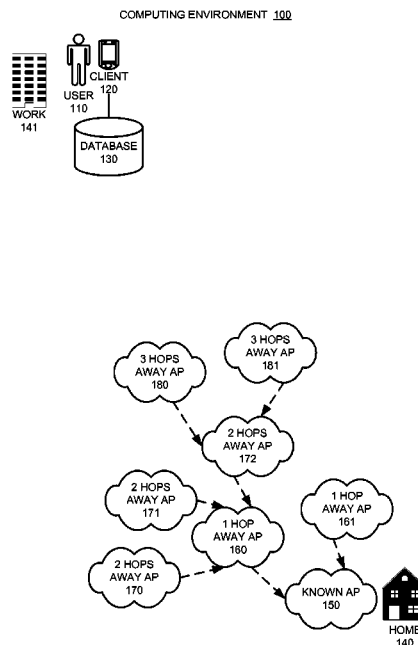 COMPUTING ENVIRONMENT 100
CLIENT
120
USER
110
WORK
141
DATABASE
130
3 HOPS
AWAY AP
181
3 HOPS
AWAY AP
180
2 HOPS
AWAY AP
172
2 HOPS
AWAY AP
171
1 HOP
AWAY AP
161
1 HOP
AWAY AP
160
2 HOPS
AWAY AP
170
KNOWN AP
150
HOME
140